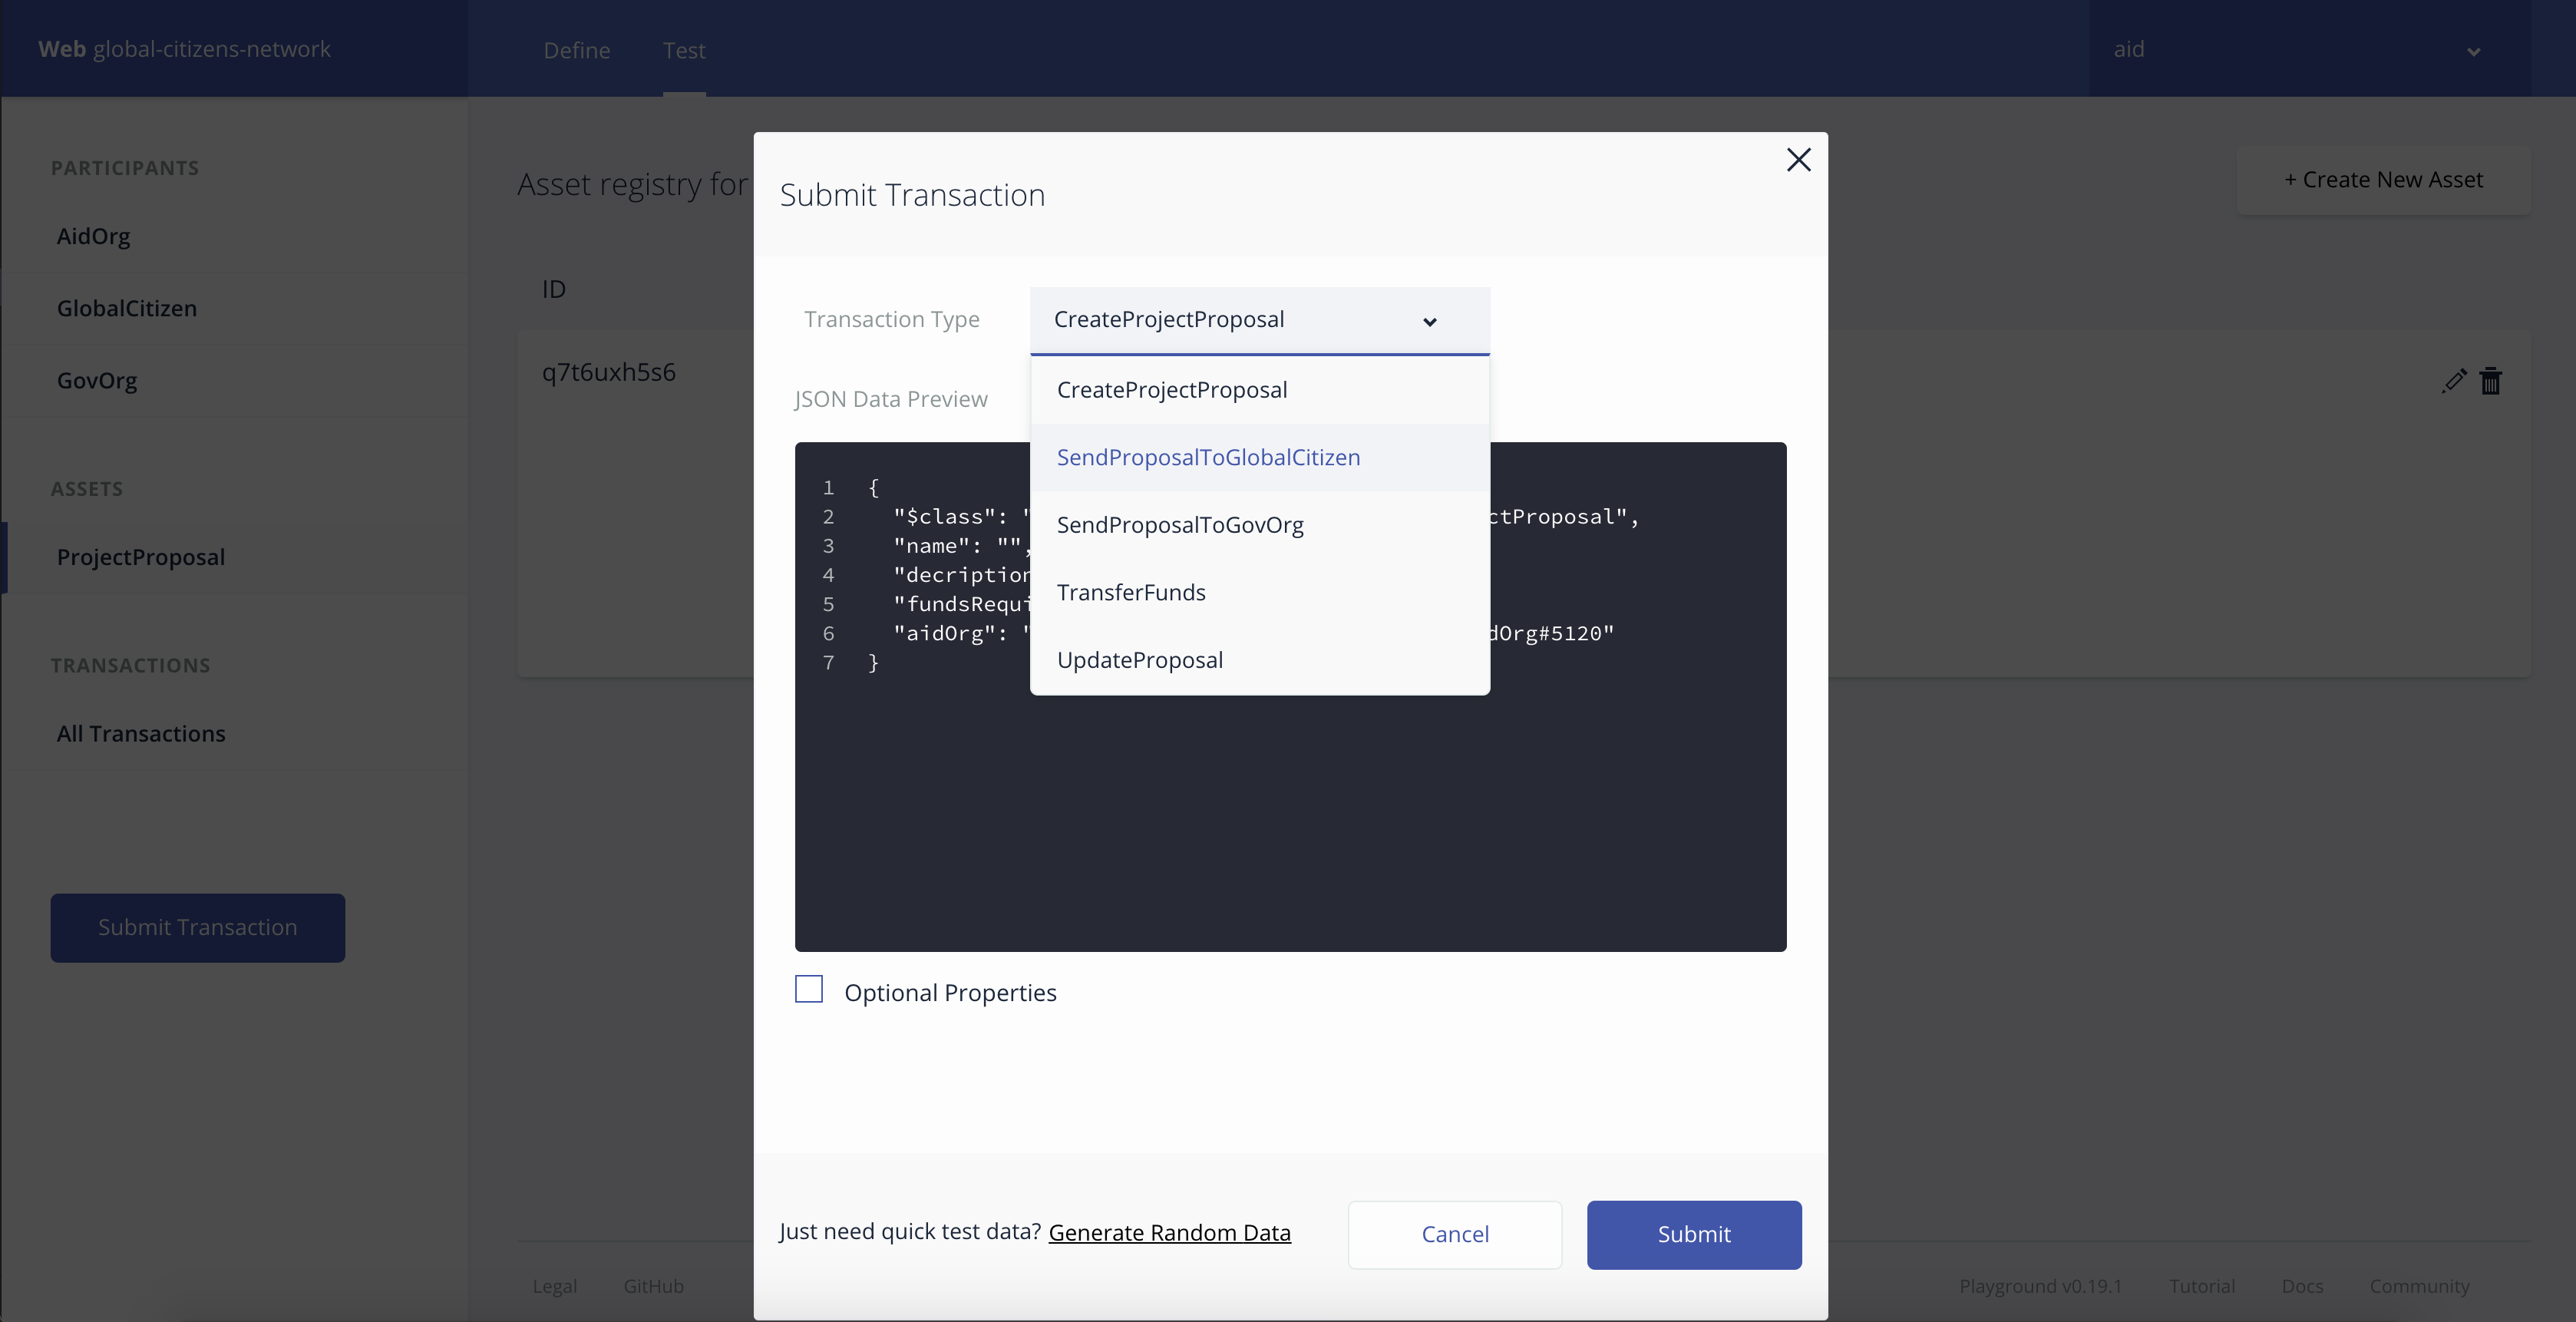 Web global-citizens-network
Define
Test
aid
PARTICIPANTS
AidOrg
GlobalCitizen
GovOrg
ASSETS
ProjectProposal
TRANSACTIONS
All Transactions
Submit Transaction
Asset registry for
+ Create New Asset
ID
q7t6uxh5s6
Submit Transaction
Transaction Type
CreateProjectProposal
CreateProjectProposal
SendProposalToGlobalCitizen
SendProposalToGovOrg
TransferFunds
UpdateProposal
JSON Data Preview
1 {
2 "$class": " ctProposal",
3 "name": "",
4 "decription
5 "fundsRequi
6 "aidOrg": " dOrg#5120"
7 }
Optional Properties
Just need quick test data? Generate Random Data
Cancel
Submit
Legal
GitHub
Playground v0.19.1
Tutorial
Docs
Community